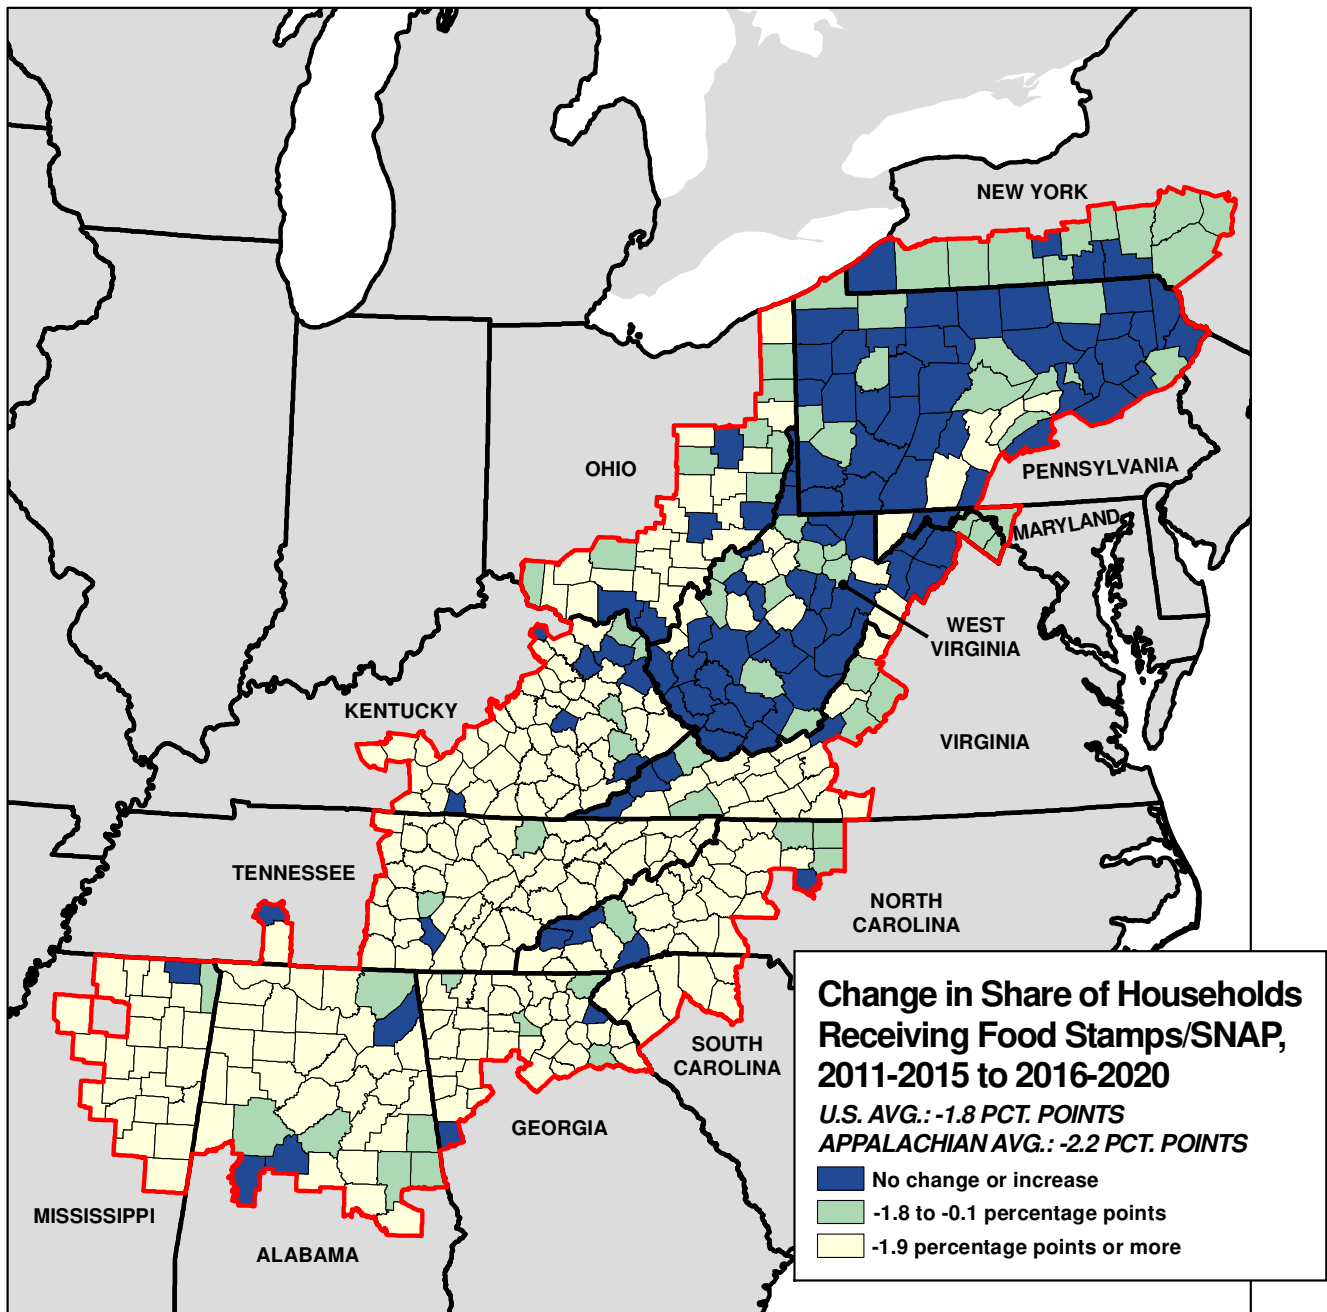 NEW YORK
OHIO
PENNSYLVANIA
MARYLAND
WEST
VIRGINIA
KENTUCKY
VIRGINIA
TENNESSEE
NORTH
CAROLINA
SOUTH
CAROLINA
GEORGIA
MISSISSIPPI
ALABAMA
Change in Share of Households
Receiving Food Stamps/SNAP,
2011-2015 to 2016-2020
U.S. AVG.: -1.8 PCT. POINTS
APPALACHIAN AVG.: -2.2 PCT. POINTS
No change or increase
-1.8 to -0.1 percentage points
-1.9 percentage points or more